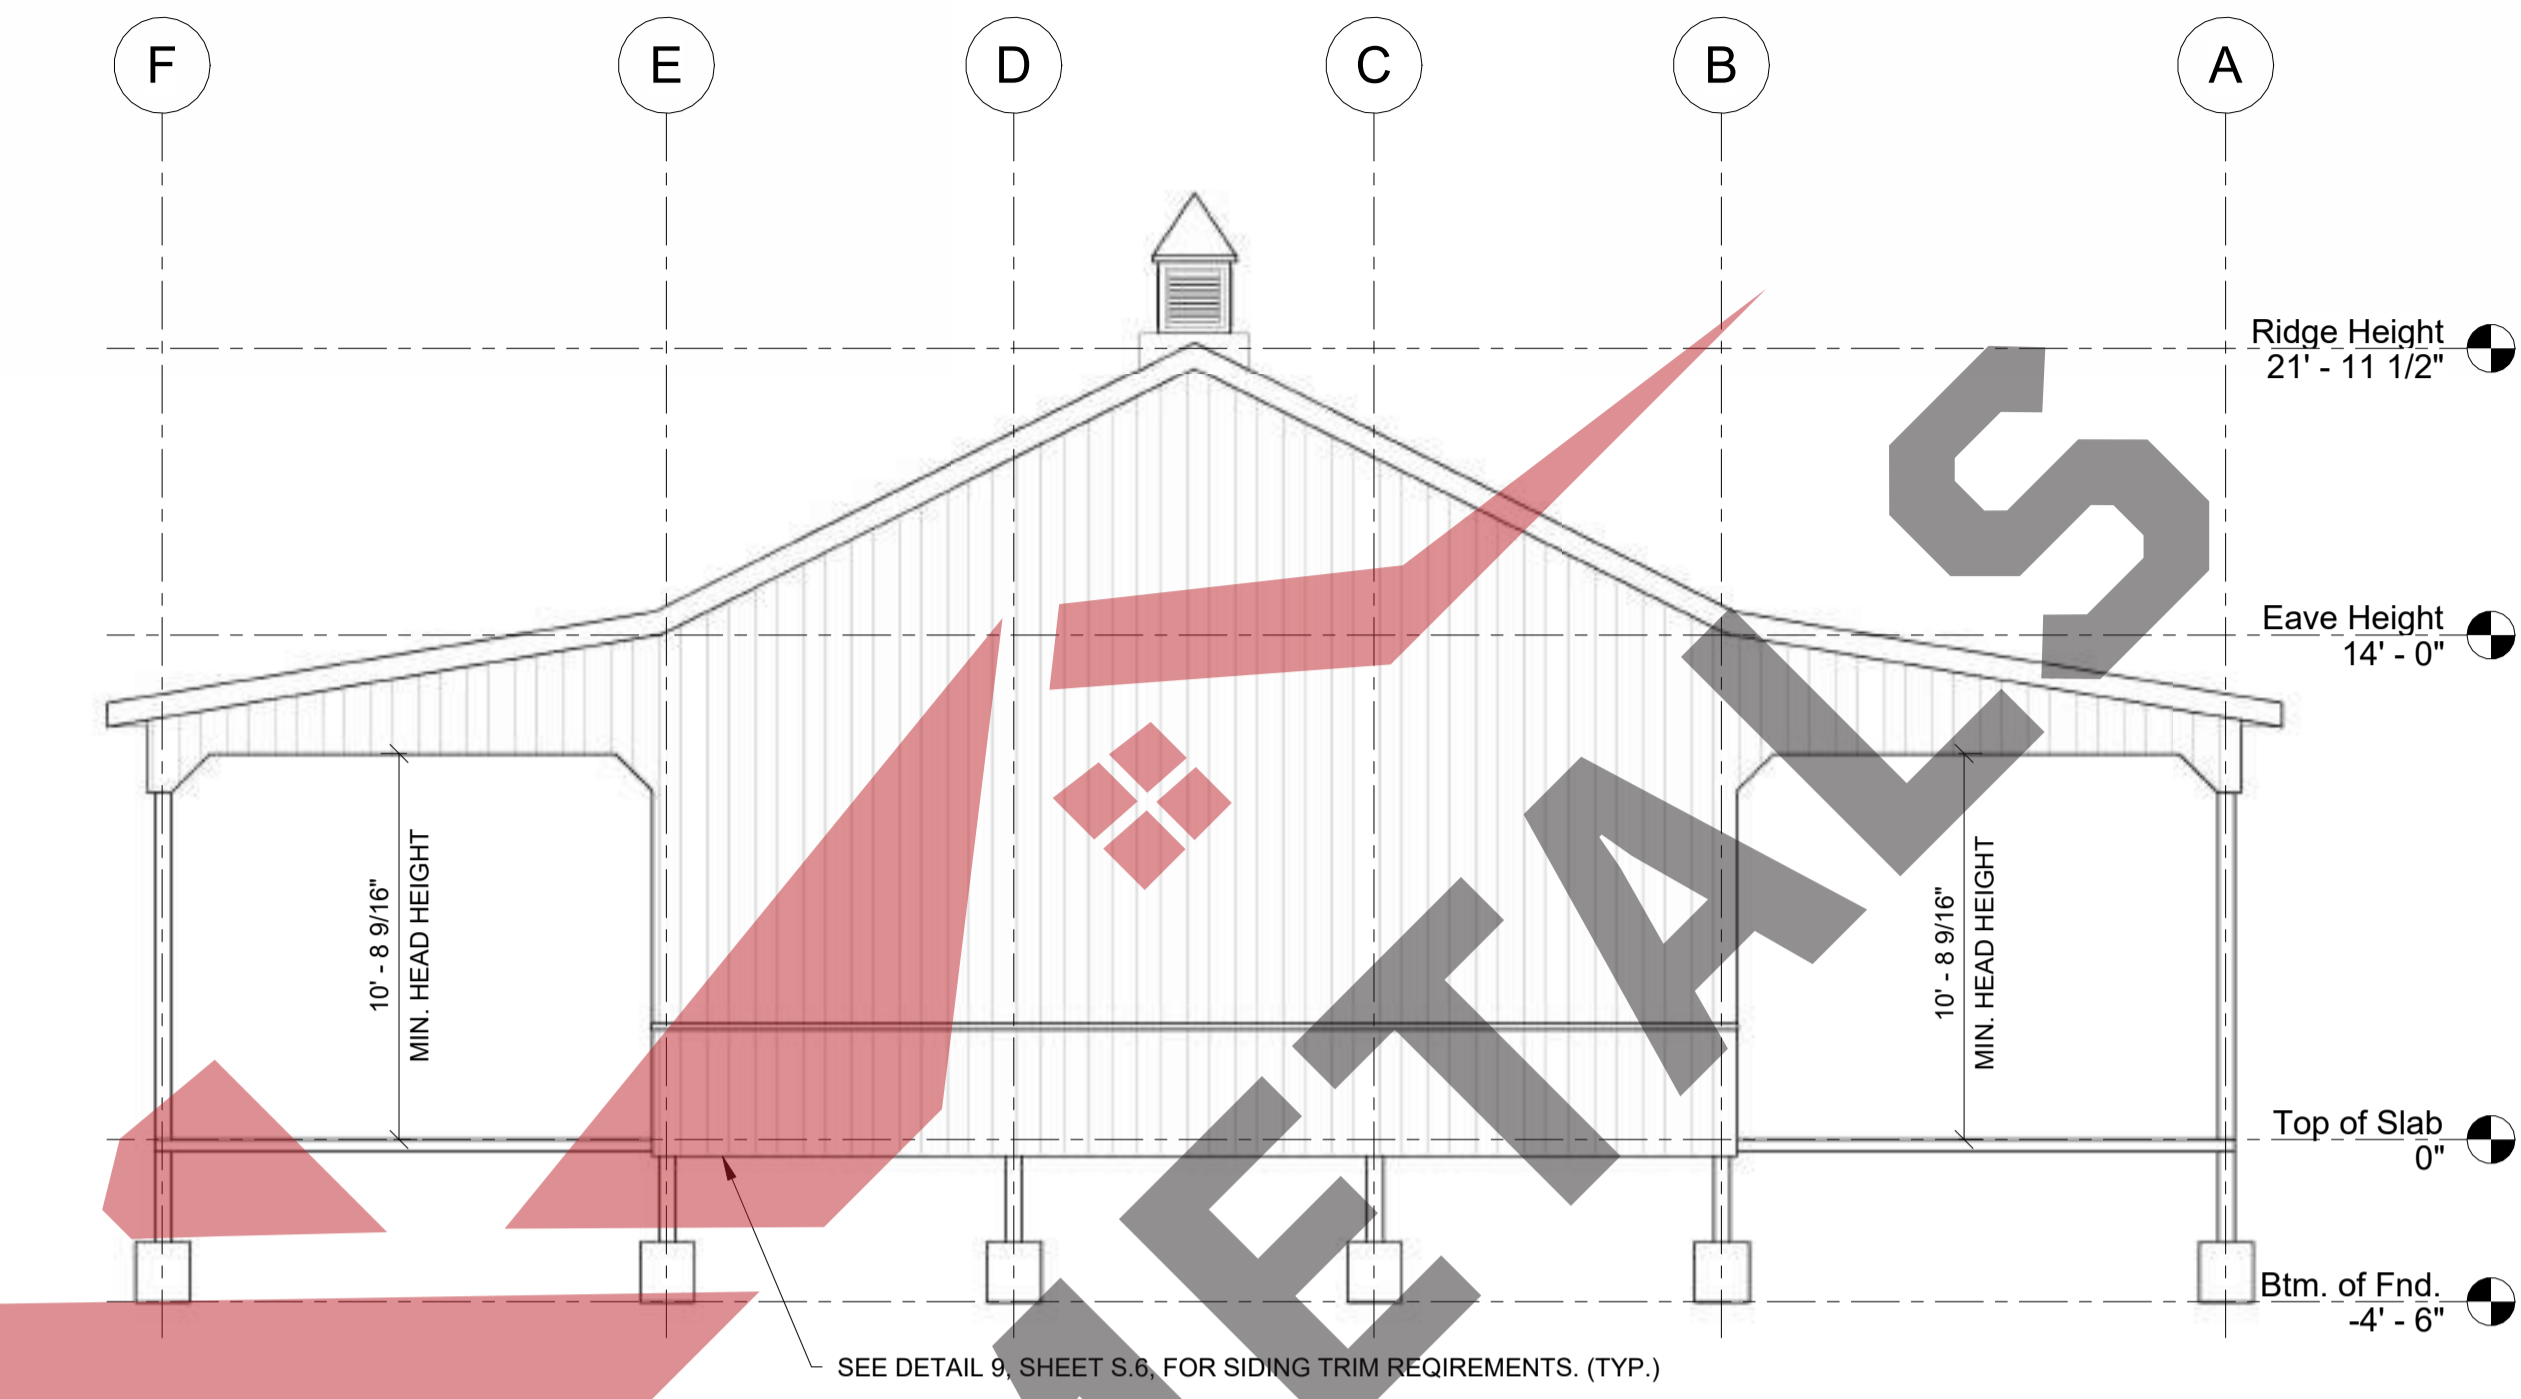 F E D C B A
Ridge Height
21' - 11 1/2"
Eave Height
14' - 0"
10' - 8 9/16"
MIN. HEAD HEIGHT
10' - 8 9/16"
MIN. HEAD HEIGHT
Top of Slab
0"
Btm. of Fnd.
-4' - 6"
SEE DETAIL 9, SHEET S.6, FOR SIDING TRIM REQIREMENTS. (TYP.)
METALS